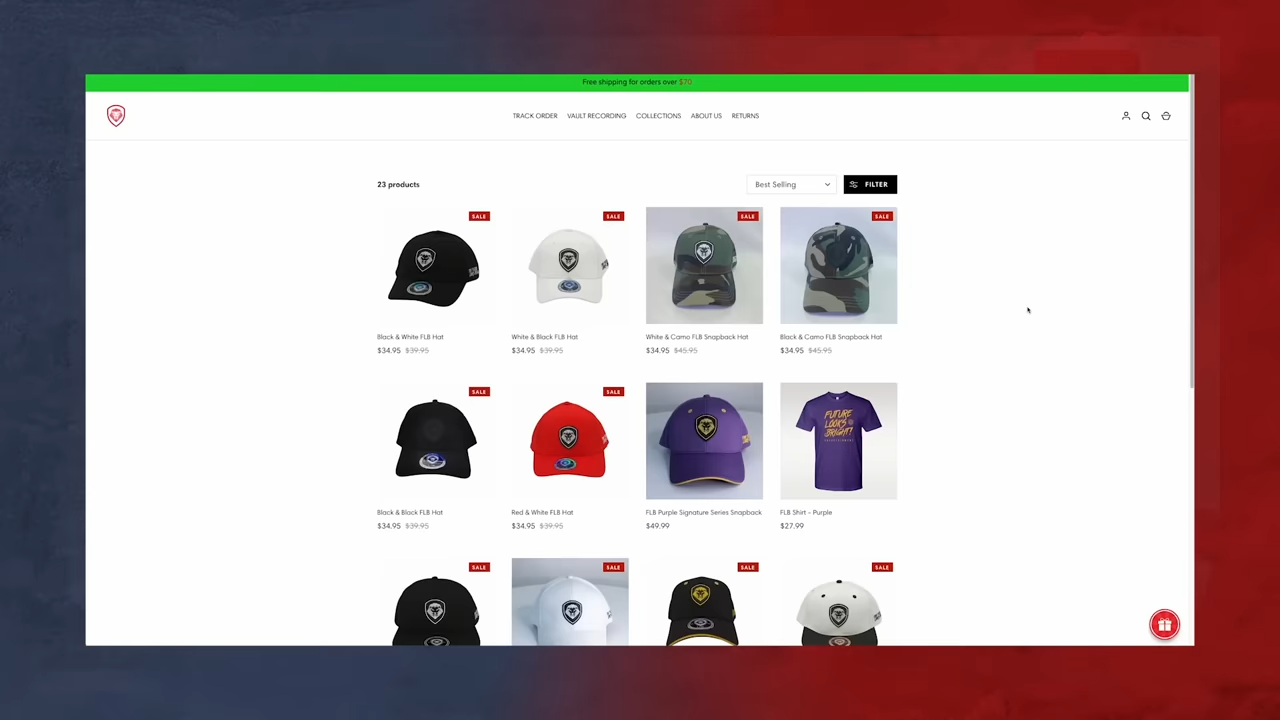 Free shipping for orders over $70
TRACK ORDER VAULT RECORDING COLLECTIONS ABOUT US RETURNS
23 products
Best Selling
FILTER
SALE SALE SALE SALE
Black & White FLB Hat
$34.95 $39.95
White & Black FLB Hat
$34.95 $39.95
White & Camo FLB Snapback Hat
$34.95 $45.95
Black & Camo FLB Snapback Hat
$34.95 $45.95
SALE SALE
FUTURE
LOOKS
BRIGHT!
Black & Black FLB Hat
$34.95 $39.95
Red & White FLB Hat
$34.95 $39.95
FLB Purple Signature Series Snapback
$49.99
FLB Shirt - Purple
$27.99
SALE SALE SALE SALE